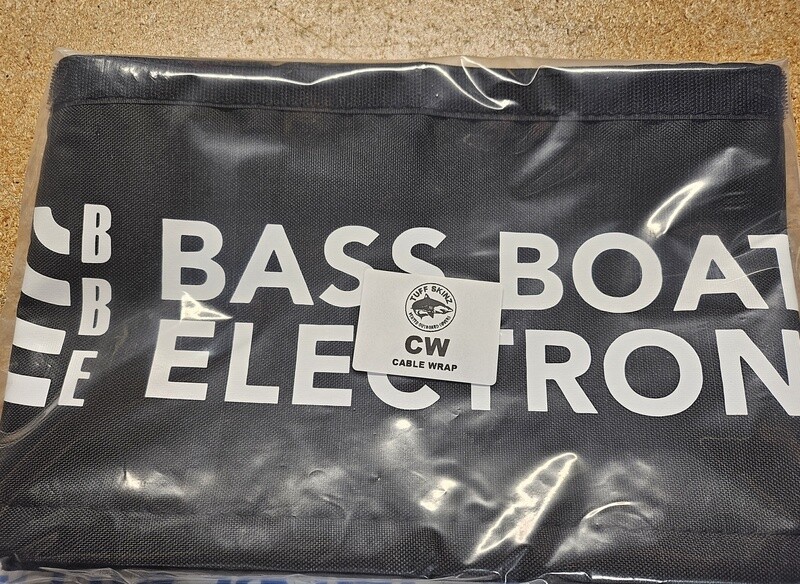 B
B
E
BASS BOAT
ELECTRON
TUFF SKINZ
CW
CABLE WRAP